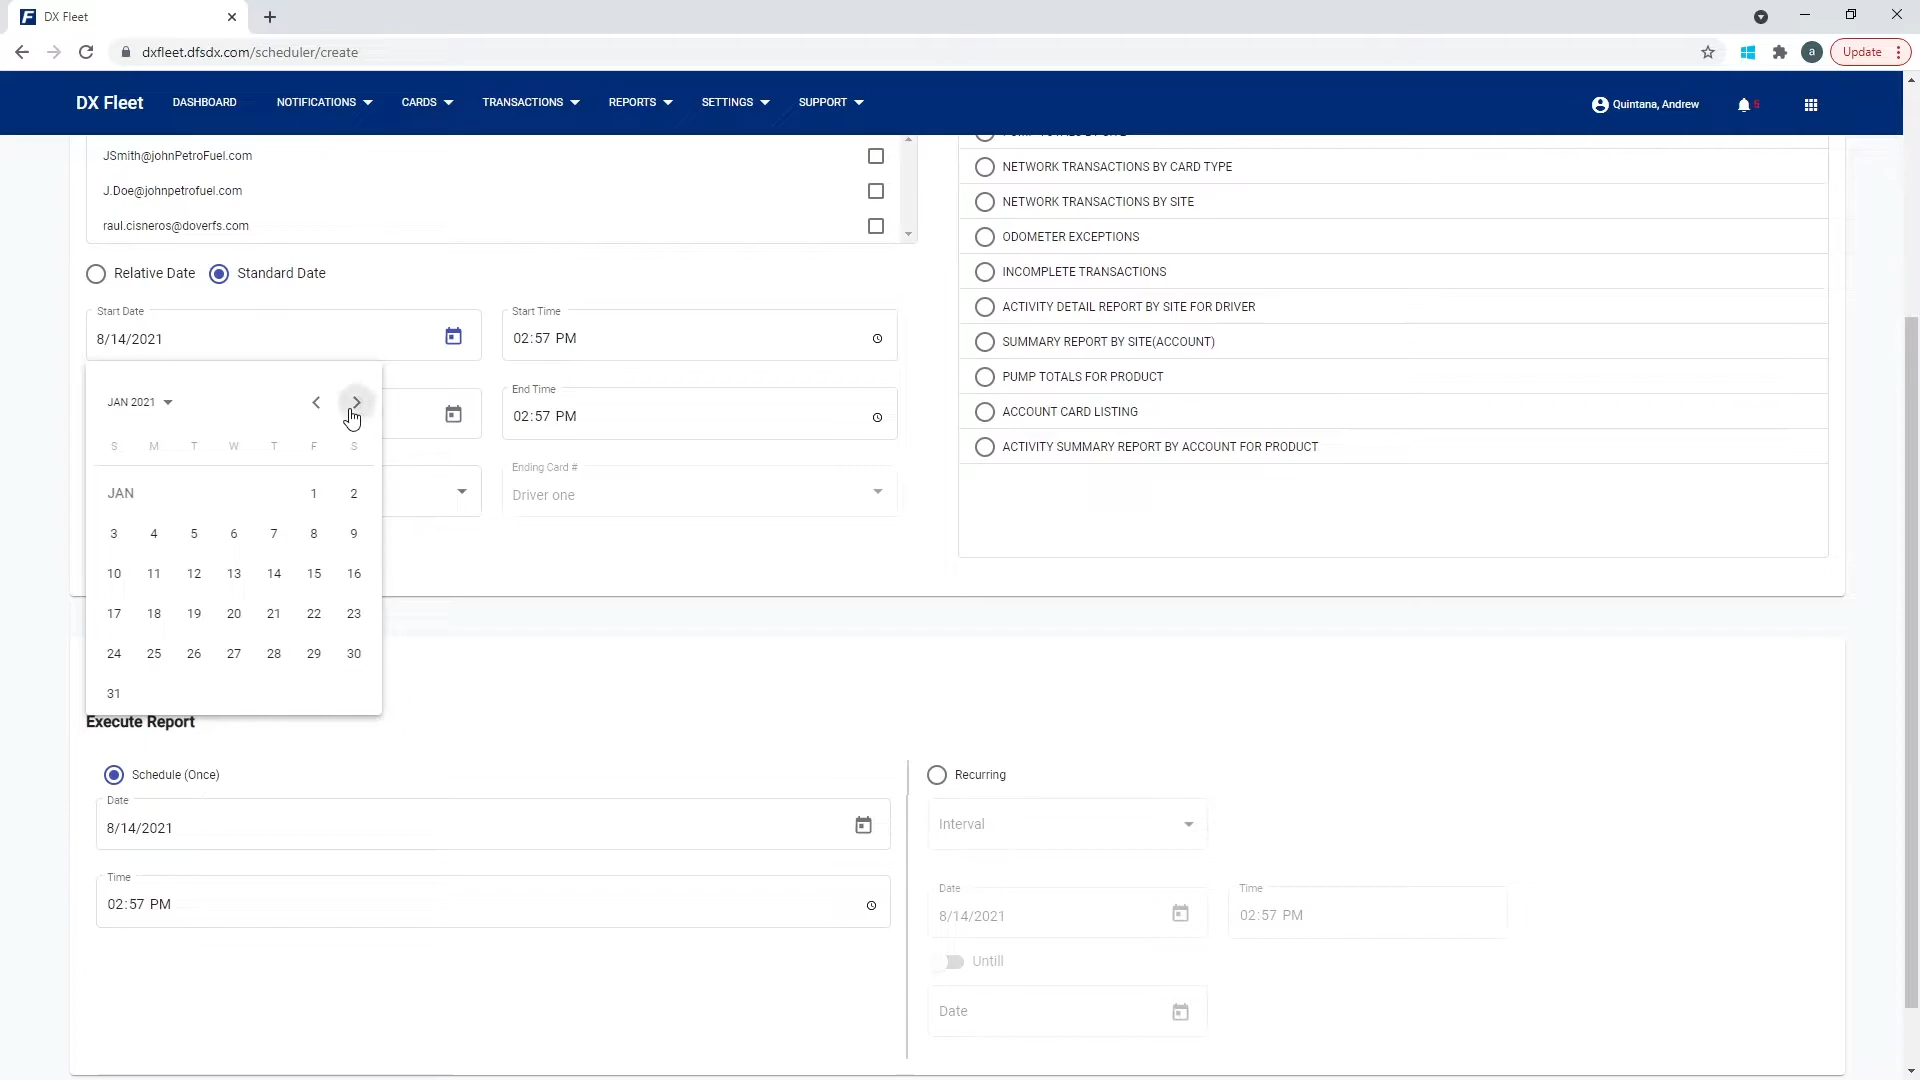 DX Fleet
dxfleet.dfsdx.com/scheduler/create
a
Update
DX Fleet
DASHBOARD
NOTIFICATIONS
CARDS
TRANSACTIONS
REPORTS
SETTINGS
SUPPORT
Quintana, Andrew
5
JSmith@johnPetroFuel.com
J.Doe@johnpetrofuel.com
raul.cisneros@doverfs.com
Relative Date
Standard Date
Start Date
8/14/2021
Start Time
02:57 PM
JAN 2021
S M T W T F S
JAN 1 2
3 4 5 6 7 8 9
10 11 12 13 14 15 16
17 18 19 20 21 22 23
24 25 26 27 28 29 30
31
End Time
02:57 PM
Ending Card #
Driver one
PUMP TOTALS BY SITE
NETWORK TRANSACTIONS BY CARD TYPE
NETWORK TRANSACTIONS BY SITE
ODOMETER EXCEPTIONS
INCOMPLETE TRANSACTIONS
ACTIVITY DETAIL REPORT BY SITE FOR DRIVER
SUMMARY REPORT BY SITE(ACCOUNT)
PUMP TOTALS FOR PRODUCT
ACCOUNT CARD LISTING
ACTIVITY SUMMARY REPORT BY ACCOUNT FOR PRODUCT
Execute Report
Schedule (Once)
Date
8/14/2021
Time
02:57 PM
Recurring
Interval
Date
8/14/2021
Time
02:57 PM
Untill
Date